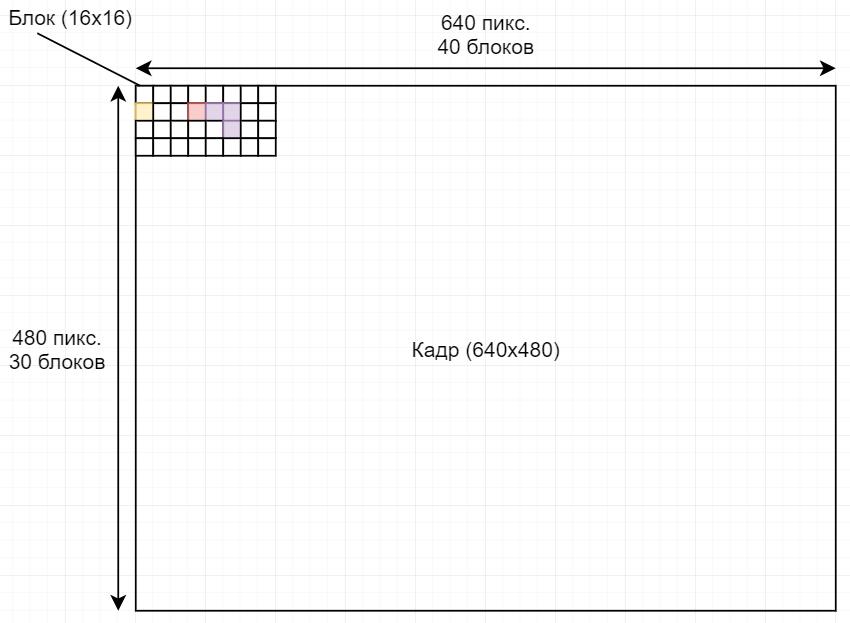 Блок (16x16)
640 пикс.
40 блоков
480 пикс.
30 блоков
Кадр (640x480)